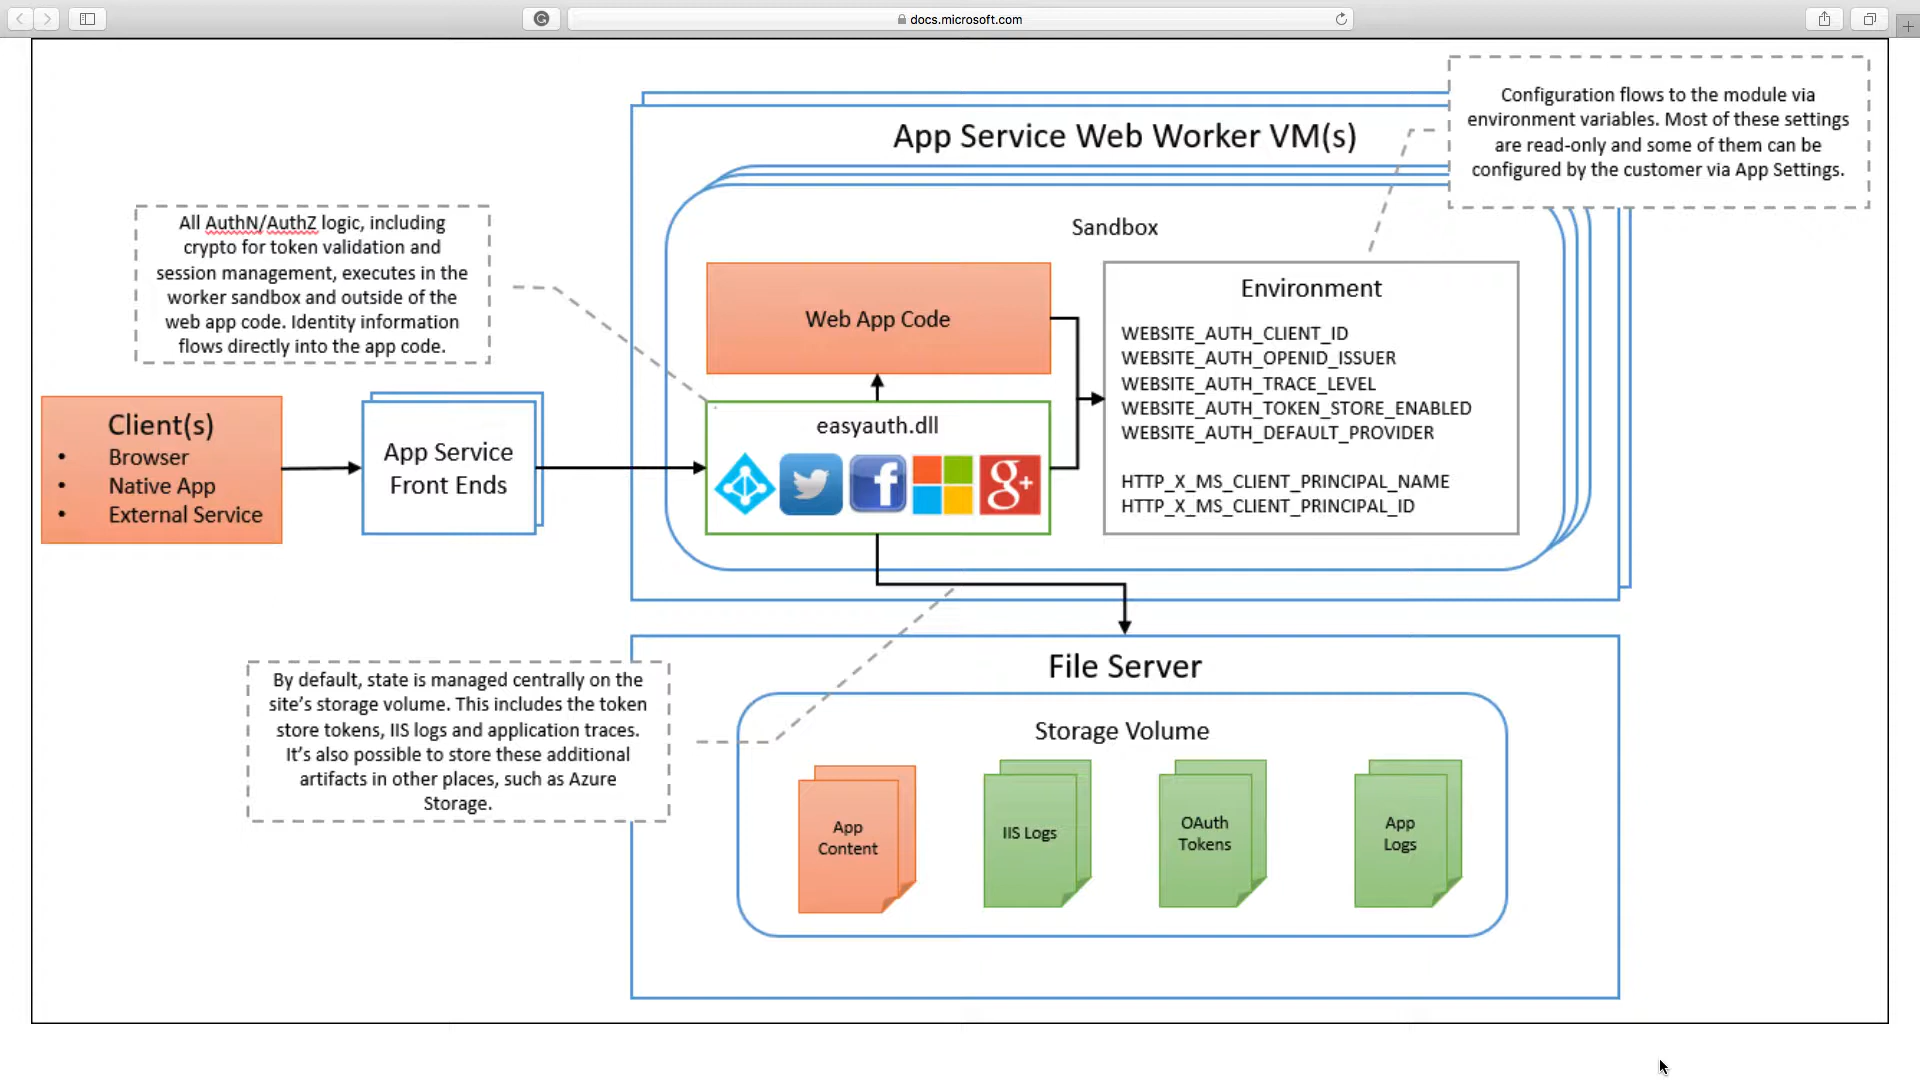 docs.microsoft.com
Configuration flows to the module via
environment variables. Most of these settings
are read-only and some of them can be
configured by the customer via App Settings.
App Service Web Worker VM(s)
All AuthN/AuthZ logic, including
crypto for token validation and
session management, executes in the
worker sandbox and outside of the
web app code. Identity information
flows directly into the app code.
Sandbox
Web App Code
Environment
WEBSITE_AUTH_CLIENT_ID
WEBSITE_AUTH_OPENID_ISSUER
WEBSITE_AUTH_TRACE_LEVEL
WEBSITE_AUTH_TOKEN_STORE_ENABLED
WEBSITE_AUTH_DEFAULT_PROVIDER
HTTP_X_MS_CLIENT_PRINCIPAL_NAME
HTTP_X_MS_CLIENT_PRINCIPAL_ID
Client(s)
• Browser
• Native App
• External Service
App Service
Front Ends
easyauth.dll
f
g+
File Server
By default, state is managed centrally on the
site's storage volume. This includes the token
store tokens, IIS logs and application traces.
It's also possible to store these additional
artifacts in other places, such as Azure
Storage.
Storage Volume
App
Content
IIS Logs
OAuth
Tokens
App
Logs